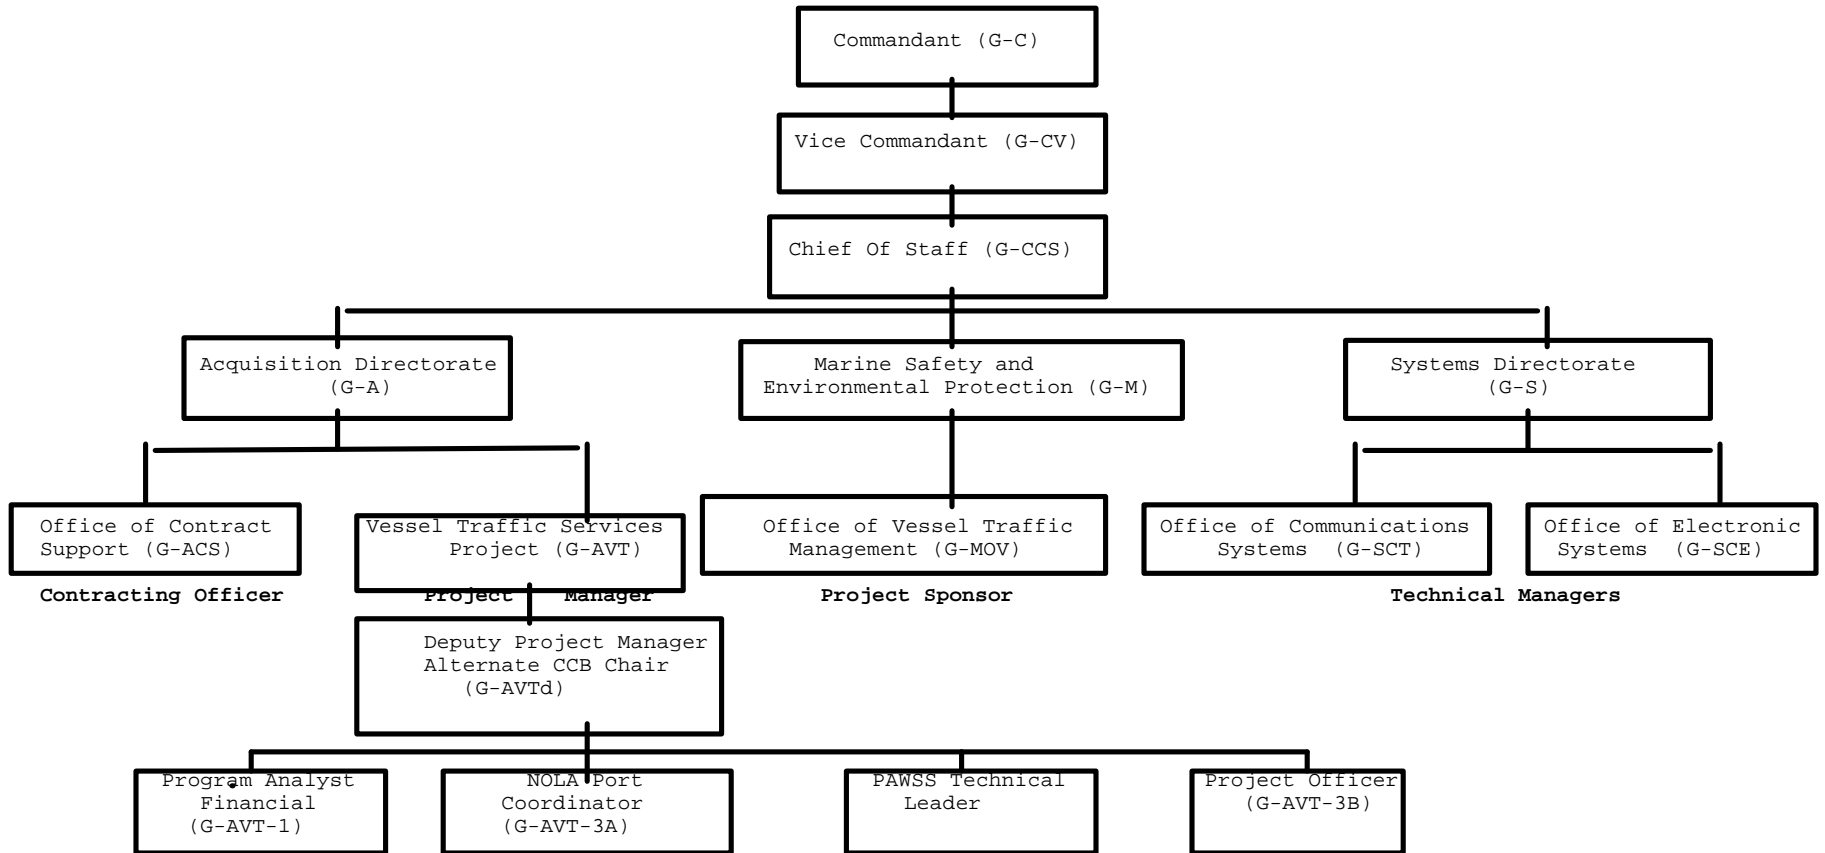 Commandant (G-C)
Vice Commandant (G-CV)
Chief Of Staff (G-CCS)
Acquisition Directorate
(G-A)
Marine Safety and
Environmental Protection (G-M)
Systems Directorate
(G-S)
Office of Contract
Support (G-ACS)
Contracting Officer
Vessel Traffic Services
Project (G-AVT)
Project Manager
Office of Vessel Traffic
Management (G-MOV)
Project Sponsor
Office of Communications
Systems (G-SCT)
Office of Electronic
Systems (G-SCE)
Technical Managers
Deputy Project Manager
Alternate CCB Chair
(G-AVTd)
Program Analyst
Financial
(G-AVT-1)
NOLA Port
Coordinator
(G-AVT-3A)
PAWSS Technical
Leader
Project Officer
(G-AVT-3B)